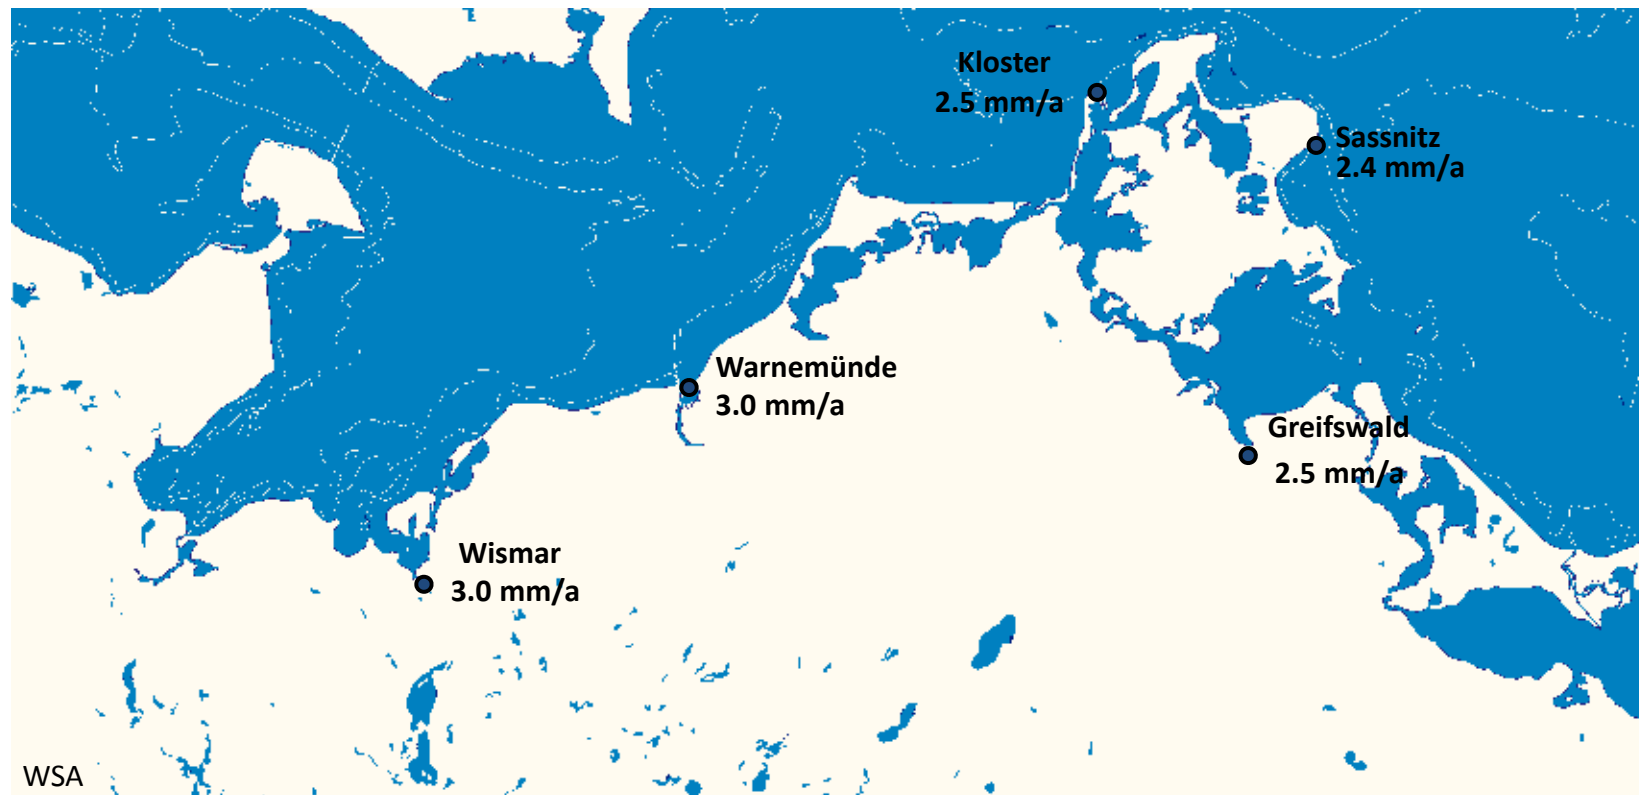 Kloster
2.5 mm/a
Sassnitz
2.4 mm/a
Warnemünde
3.0 mm/a
Greifswald
2.5 mm/a
Wismar
3.0 mm/a
WSA